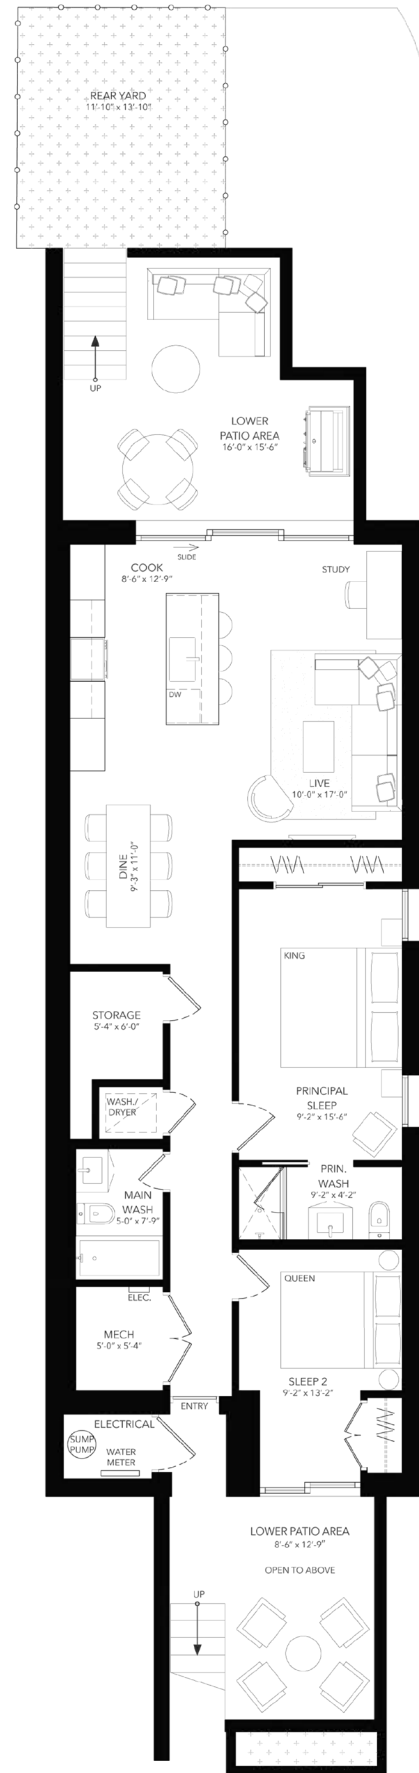 REAR YARD
11'-10" x 13'-10"
UP
LOWER
PATIO AREA
16'-0" x 15'-6"
SLIDE
COOK
8'-6" x 12'-9"
STUDY
DW
LIVE
10'-0" x 17'-0"
DINE
9'-3" x 11'-0"
KING
STORAGE
5'-4" x 6'-0"
PRINCIPAL
SLEEP
9'-2" x 15'-6"
WASH./
DRYER
PRIN.
WASH
9'-2" x 4'-2"
MAIN
WASH
5'-0" x 7'-9"
QUEEN
ELEC.
MECH
5'-0" x 5'-4"
SLEEP 2
9'-2" x 13'-2"
ENTRY
ELECTRICAL
SUMP
PUMP
WATER
METER
LOWER PATIO AREA
8'-6" x 12'-9"
OPEN TO ABOVE
UP